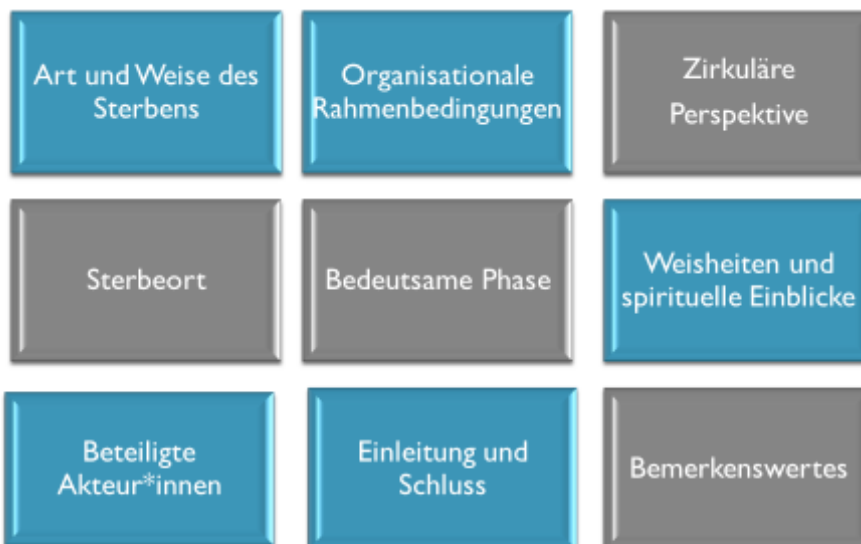 Art und Weise des
Sterbens
Organisationale
Rahmenbedingungen
Zirkuläre
Perspektive
Sterbeort
Bedeutsame Phase
Weisheiten und
spirituelle Einblicke
Beteiligte
Akteur*innen
Einleitung und
Schluss
Bemerkenswertes